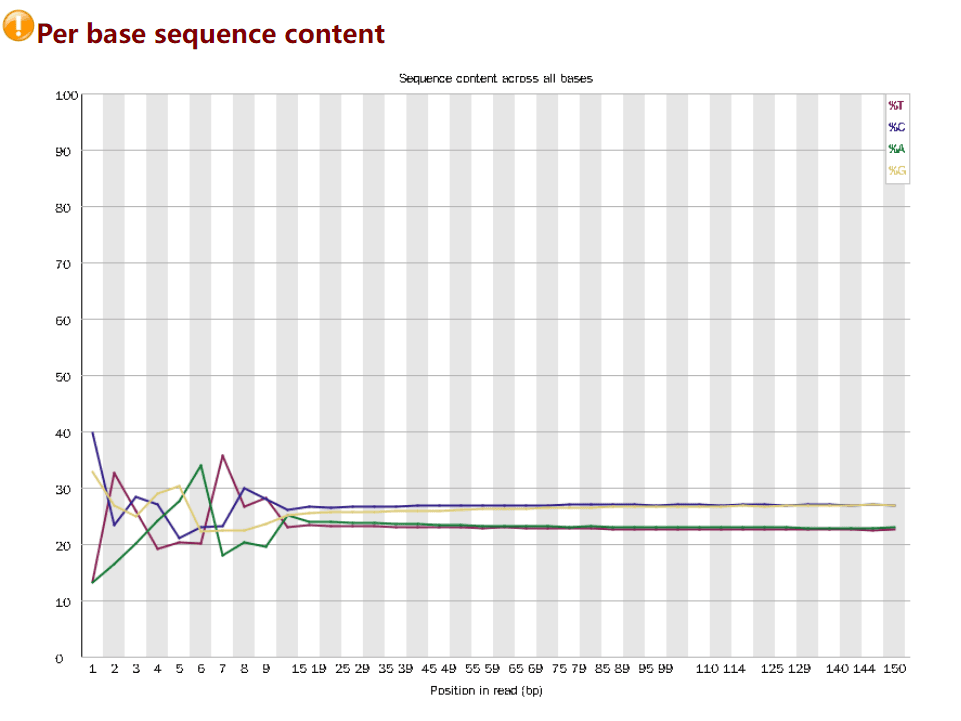 Per base sequence content
Sequence content across all bases
100
%T
%C
90
%A
%G
80
70
60
50
40
30
20
10
0
1 2 3 4 5 6 7 8 9 15 19 25 29 35 39 45 49 55 59 65 69 75 79 85 89 95 99 110 114 125 129 140 144 150
Position in read (bp)